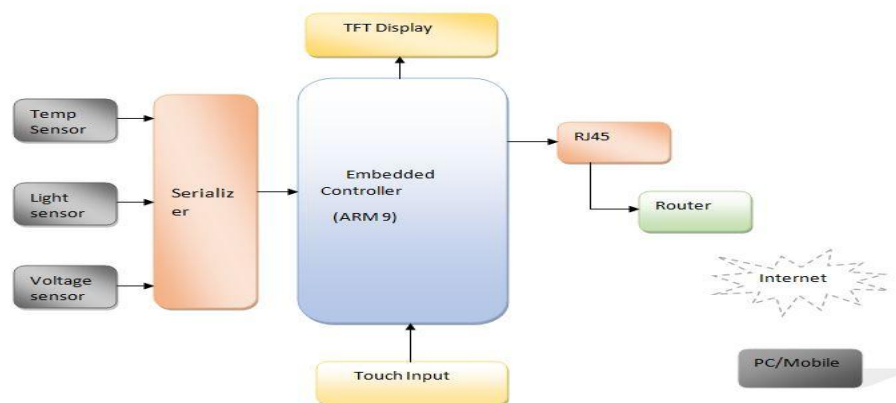 TFT Display
Temp
Sensor
Light
sensor
Voltage
sensor
Serializ
er
Embedded
Controller
(ARM 9)
Touch Input
RJ45
Router
Internet
PC/Mobile